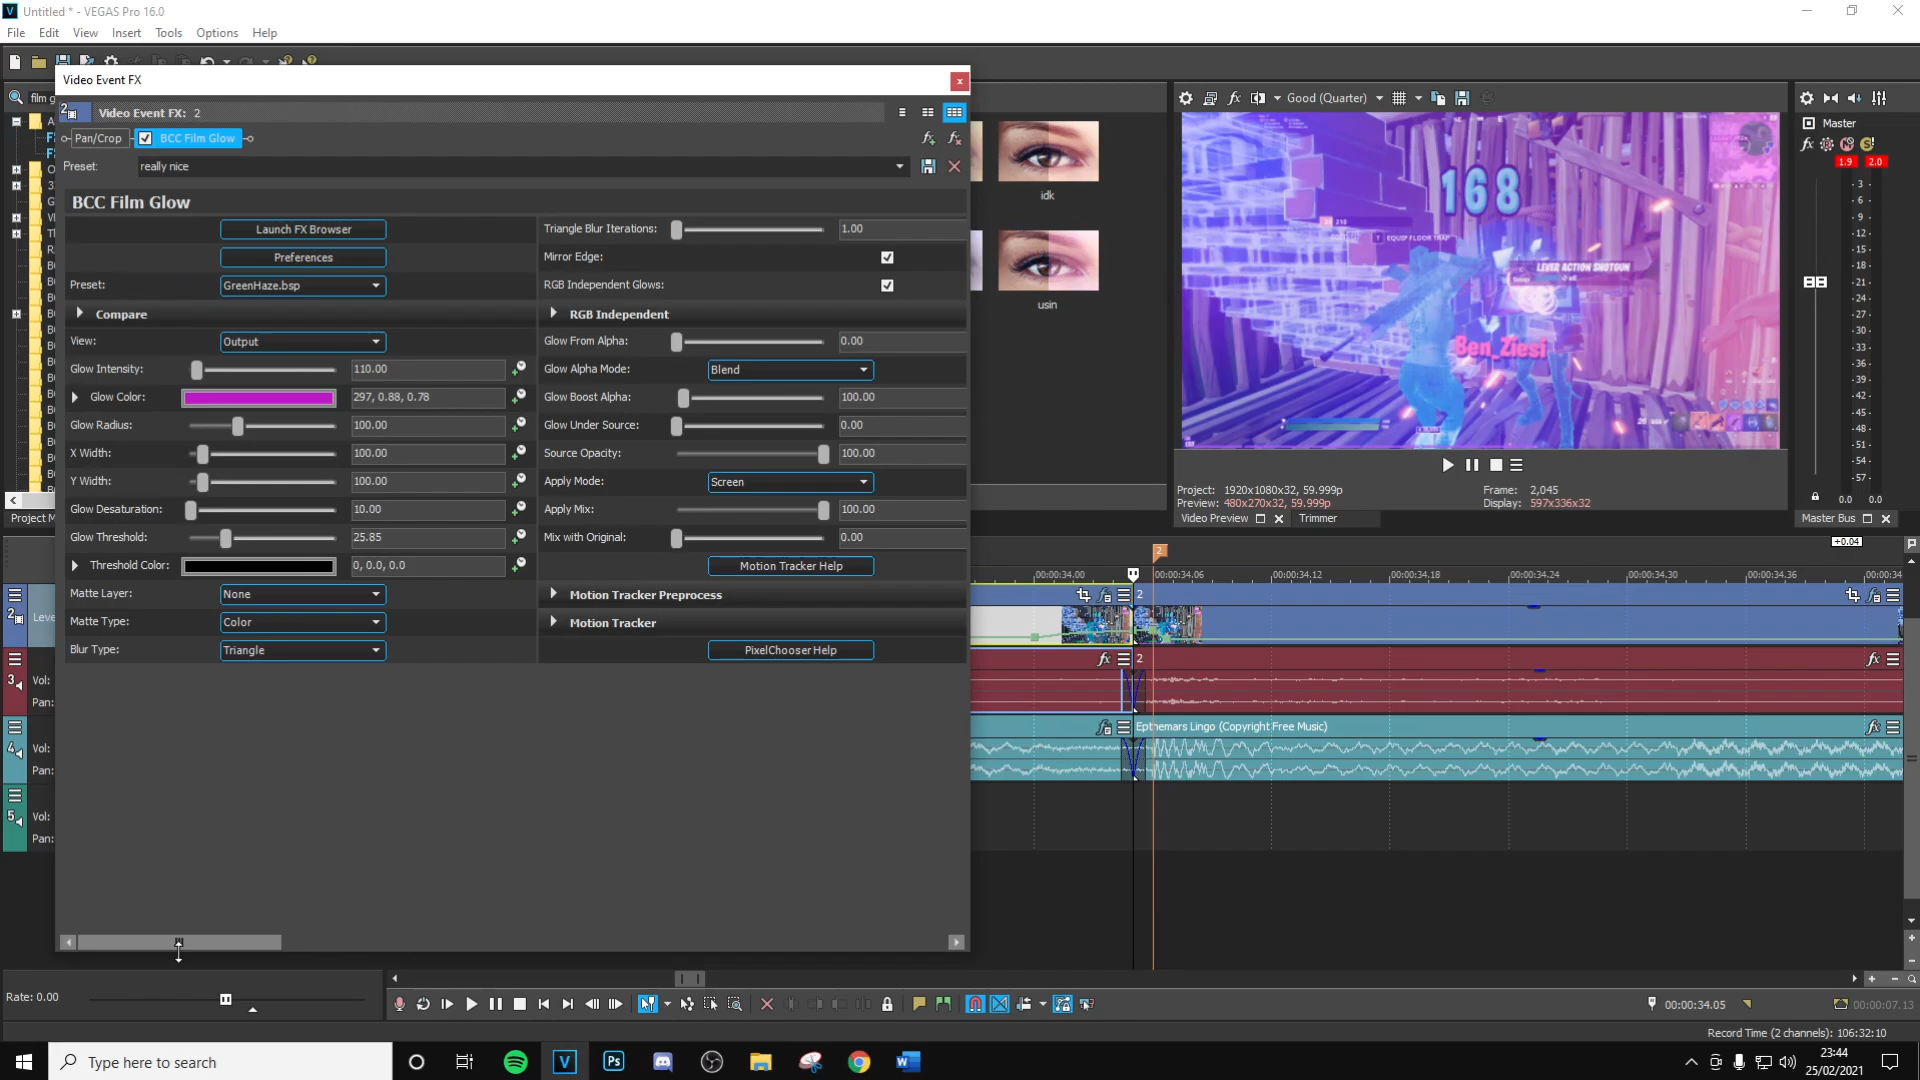 Untitled * - VEGAS Pro 16.0
File Edit View Insert Tools Options Help
Video Event FX
film g
Video Event FX: 2
Pan/Crop BCC Film Glow
Preset: really nice
BCC Film Glow
Launch FX Browser
Preferences
Preset: GreenHaze.bsp
Compare
View: Output
Glow Intensity: 110.00
Glow Color: 297, 0.88, 0.78
Glow Radius: 100.00
X Width: 100.00
Y Width: 100.00
Glow Desaturation: 10.00
Glow Threshold: 25.85
Threshold Color: 0, 0.0, 0.0
Matte Layer: None
Matte Type: Color
Blur Type: Triangle
Triangle Blur Iterations: 1.00
Mirror Edge:
RGB Independent Glows:
RGB Independent
Glow From Alpha: 0.00
Glow Alpha Mode: Blend
Glow Boost Alpha: 100.00
Glow Under Source: 0.00
Source Opacity: 100.00
Apply Mode: Screen
Apply Mix: 100.00
Mix with Original: 0.00
Motion Tracker Help
Motion Tracker Preprocess
Motion Tracker
PixelChooser Help
idk
usin
Good (Quarter)
168
210
EQUIP FLOOR TRAP
LEVER ACTION SHOTGUN
Ben_Ziesi
Project: 1920x1080x32, 59.999p
Preview: 480x270x32, 59.999p
Frame: 2,045
Display: 597x336x32
Video Preview Trimmer
Master
fx
1.9 2.0
- 3 -
- 6 -
- 9 -
-12-
-15-
-18-
-21-
-24-
-27-
-30-
-33-
-36-
-39-
-42-
-45-
-48-
-51-
-54-
-57-
0.0 0.0
Master Bus
Project M
+0.04
2
00:00:34.00 00:00:34.06 00:00:34.12 00:00:34.18 00:00:34.24 00:00:34.30 00:00:34.36 00:00:34
2
2 Leve
2
3 Vol:
Pan:
4 Vol:
Pan:
Ephemars Lingo (Copyright Free Music)
5 Vol:
Pan:
Rate: 0.00
00:00:34.05
00:00:07.13
Record Time (2 channels): 106:32:10
Type here to search
23:44
25/02/2021